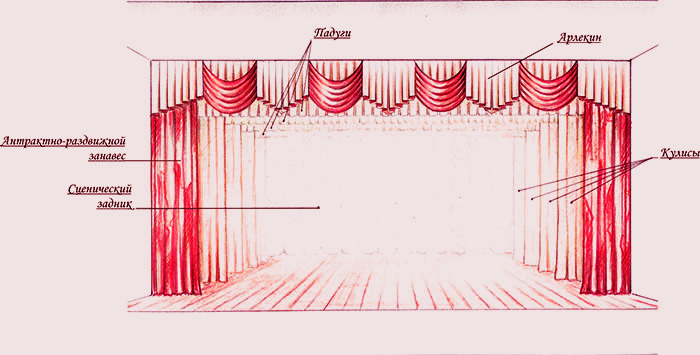 Падуги
Арлекин
Антрактно-раздвижной
занавес
Кулисы
Сценический
задник